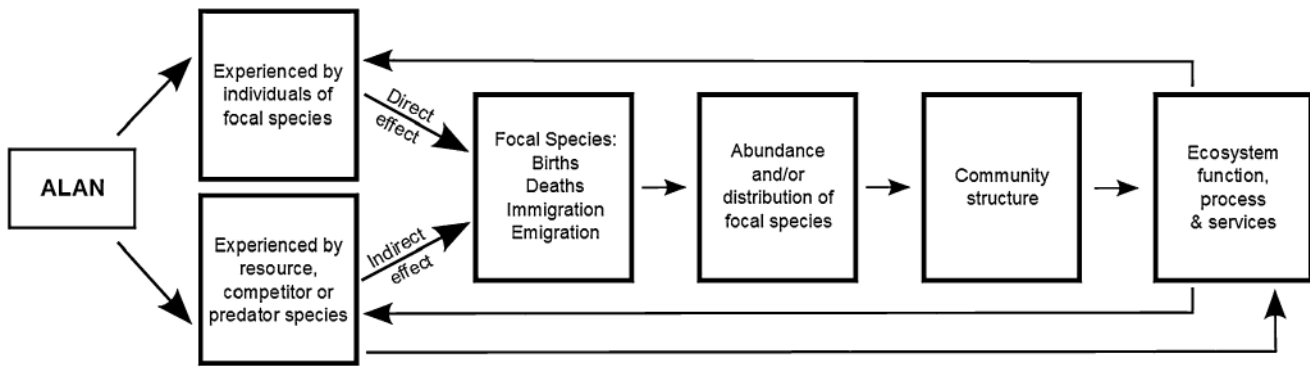 ALAN
Experienced by
individuals of
focal species
Experienced by
resource,
competitor or
predator species
Direct
effect
Indirect
effect
Focal Species:
Births
Deaths
Immigration
Emigration
Abundance
and/or
distribution of
focal species
Community
structure
Ecosystem
function,
process
& services